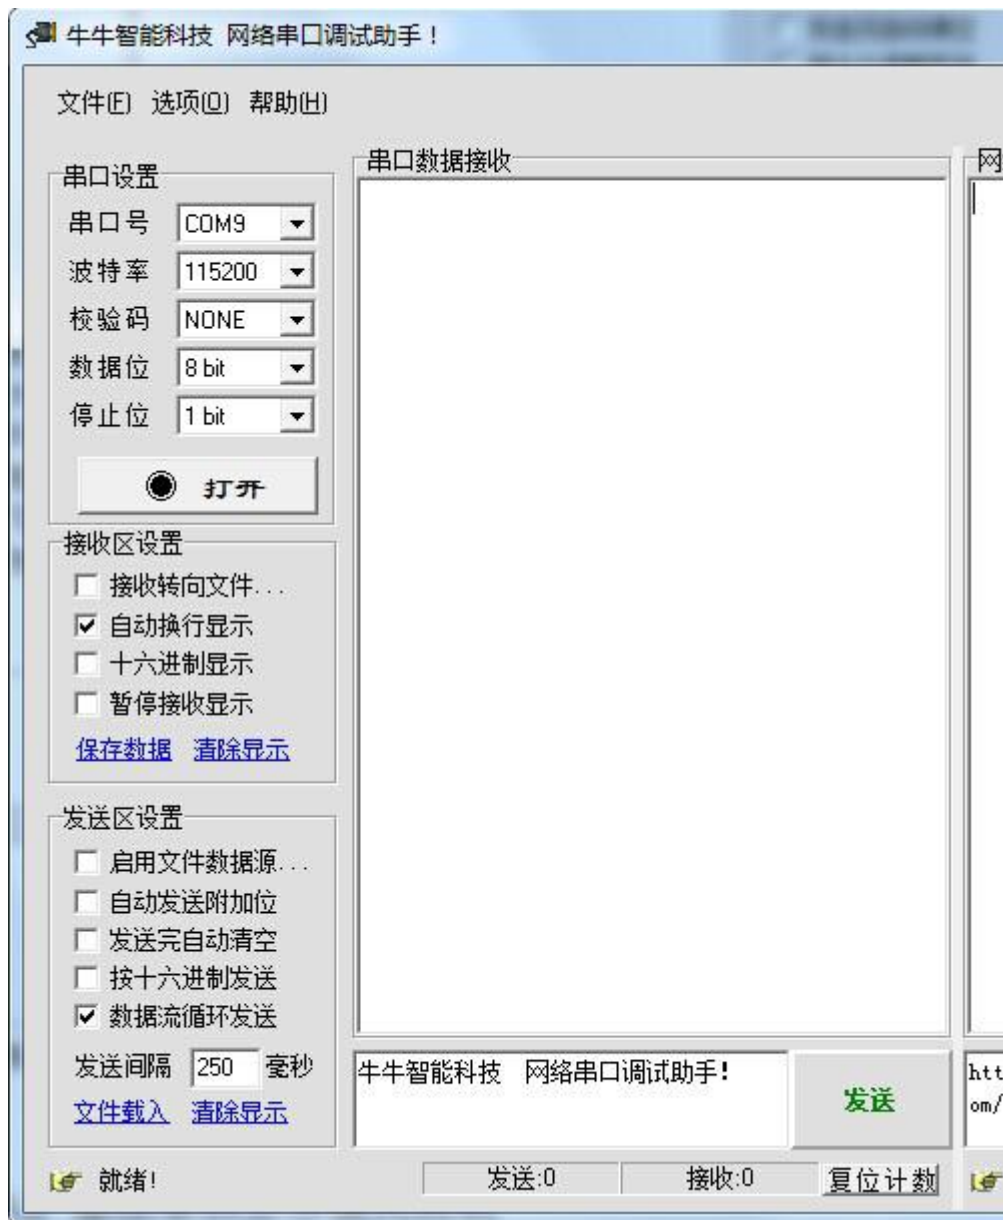 牛牛智能科技 网络串口调试助手！
文件(F) 选项(O) 帮助(H)
串口设置
串口号 COM9
波特率 115200
校验码 NONE
数据位 8 bit
停止位 1 bit
打开
接收区设置
接收转向文件...
自动换行显示
十六进制显示
暂停接收显示
保存数据 清除显示
发送区设置
启用文件数据源...
自动发送附加位
发送完自动清空
按十六进制发送
数据流循环发送
发送间隔 250 毫秒
文件载入 清除显示
串口数据接收
牛牛智能科技 网络串口调试助手!
发送
网
htt
om/
就绪!
发送:0
接收:0
复位计数